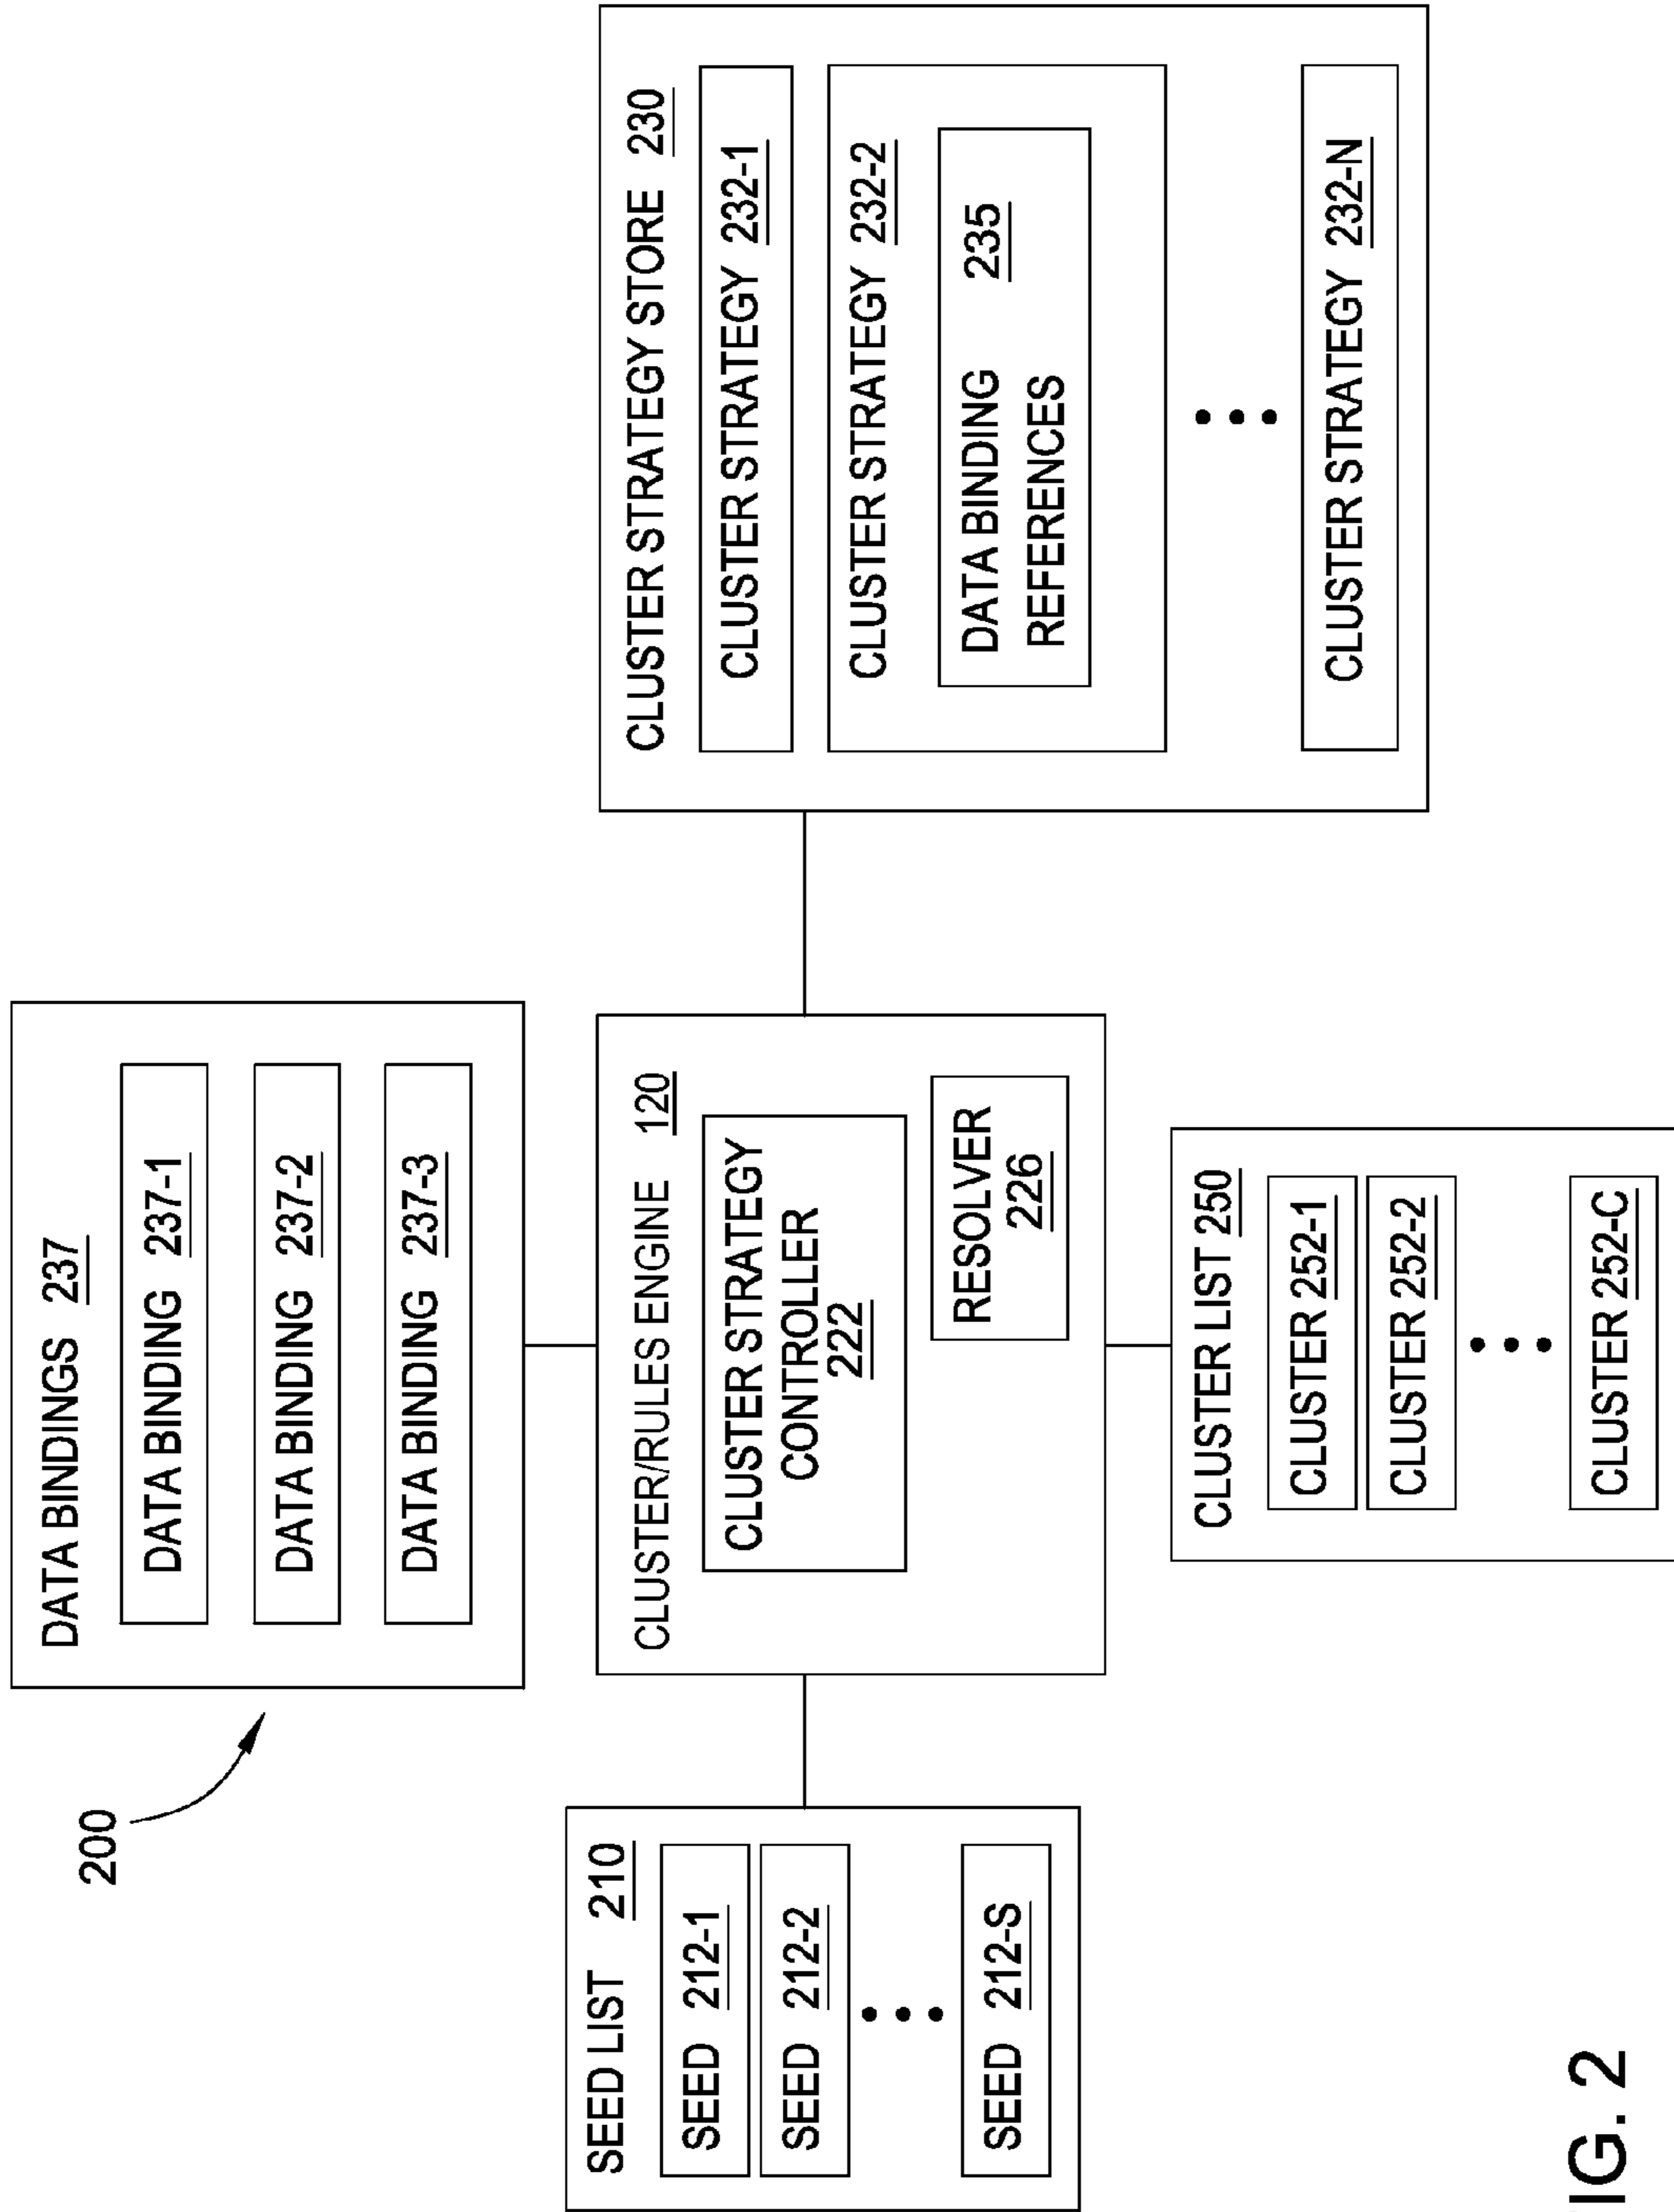 200
DATA BINDINGS 237
DATA BINDING 237-1
DATA BINDING 237-2
DATA BINDING 237-3
SEED LIST 210
SEED 212-1
SEED 212-2
SEED 212-S
CLUSTER/RULES ENGINE 120
CLUSTER STRATEGY
CONTROLLER
222
RESOLVER
226
CLUSTER STRATEGY STORE 230
CLUSTER STRATEGY 232-1
CLUSTER STRATEGY 232-2
DATA BINDING 235
REFERENCES
CLUSTER STRATEGY 232-N
CLUSTER LIST 250
CLUSTER 252-1
CLUSTER 252-2
CLUSTER 252-C
IG. 2